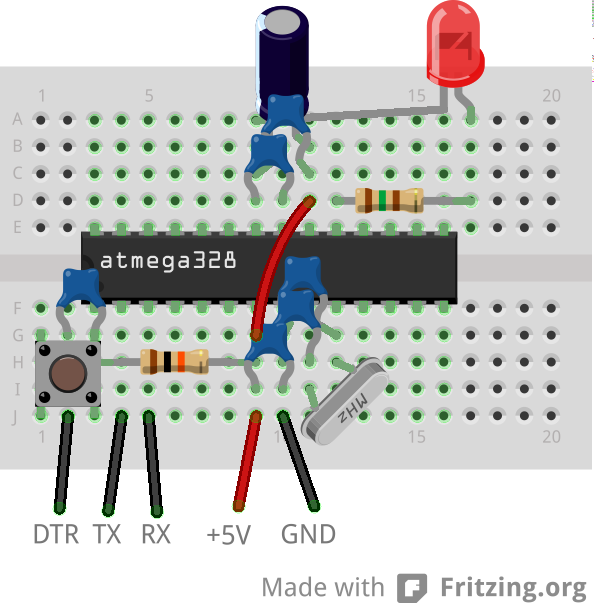 1 5 15 20
A
B
C
D
E
atmega328
F
G
H
I
J
MHz
1 15 20
DTR TX RX +5V GND
Made with Fritzing.org